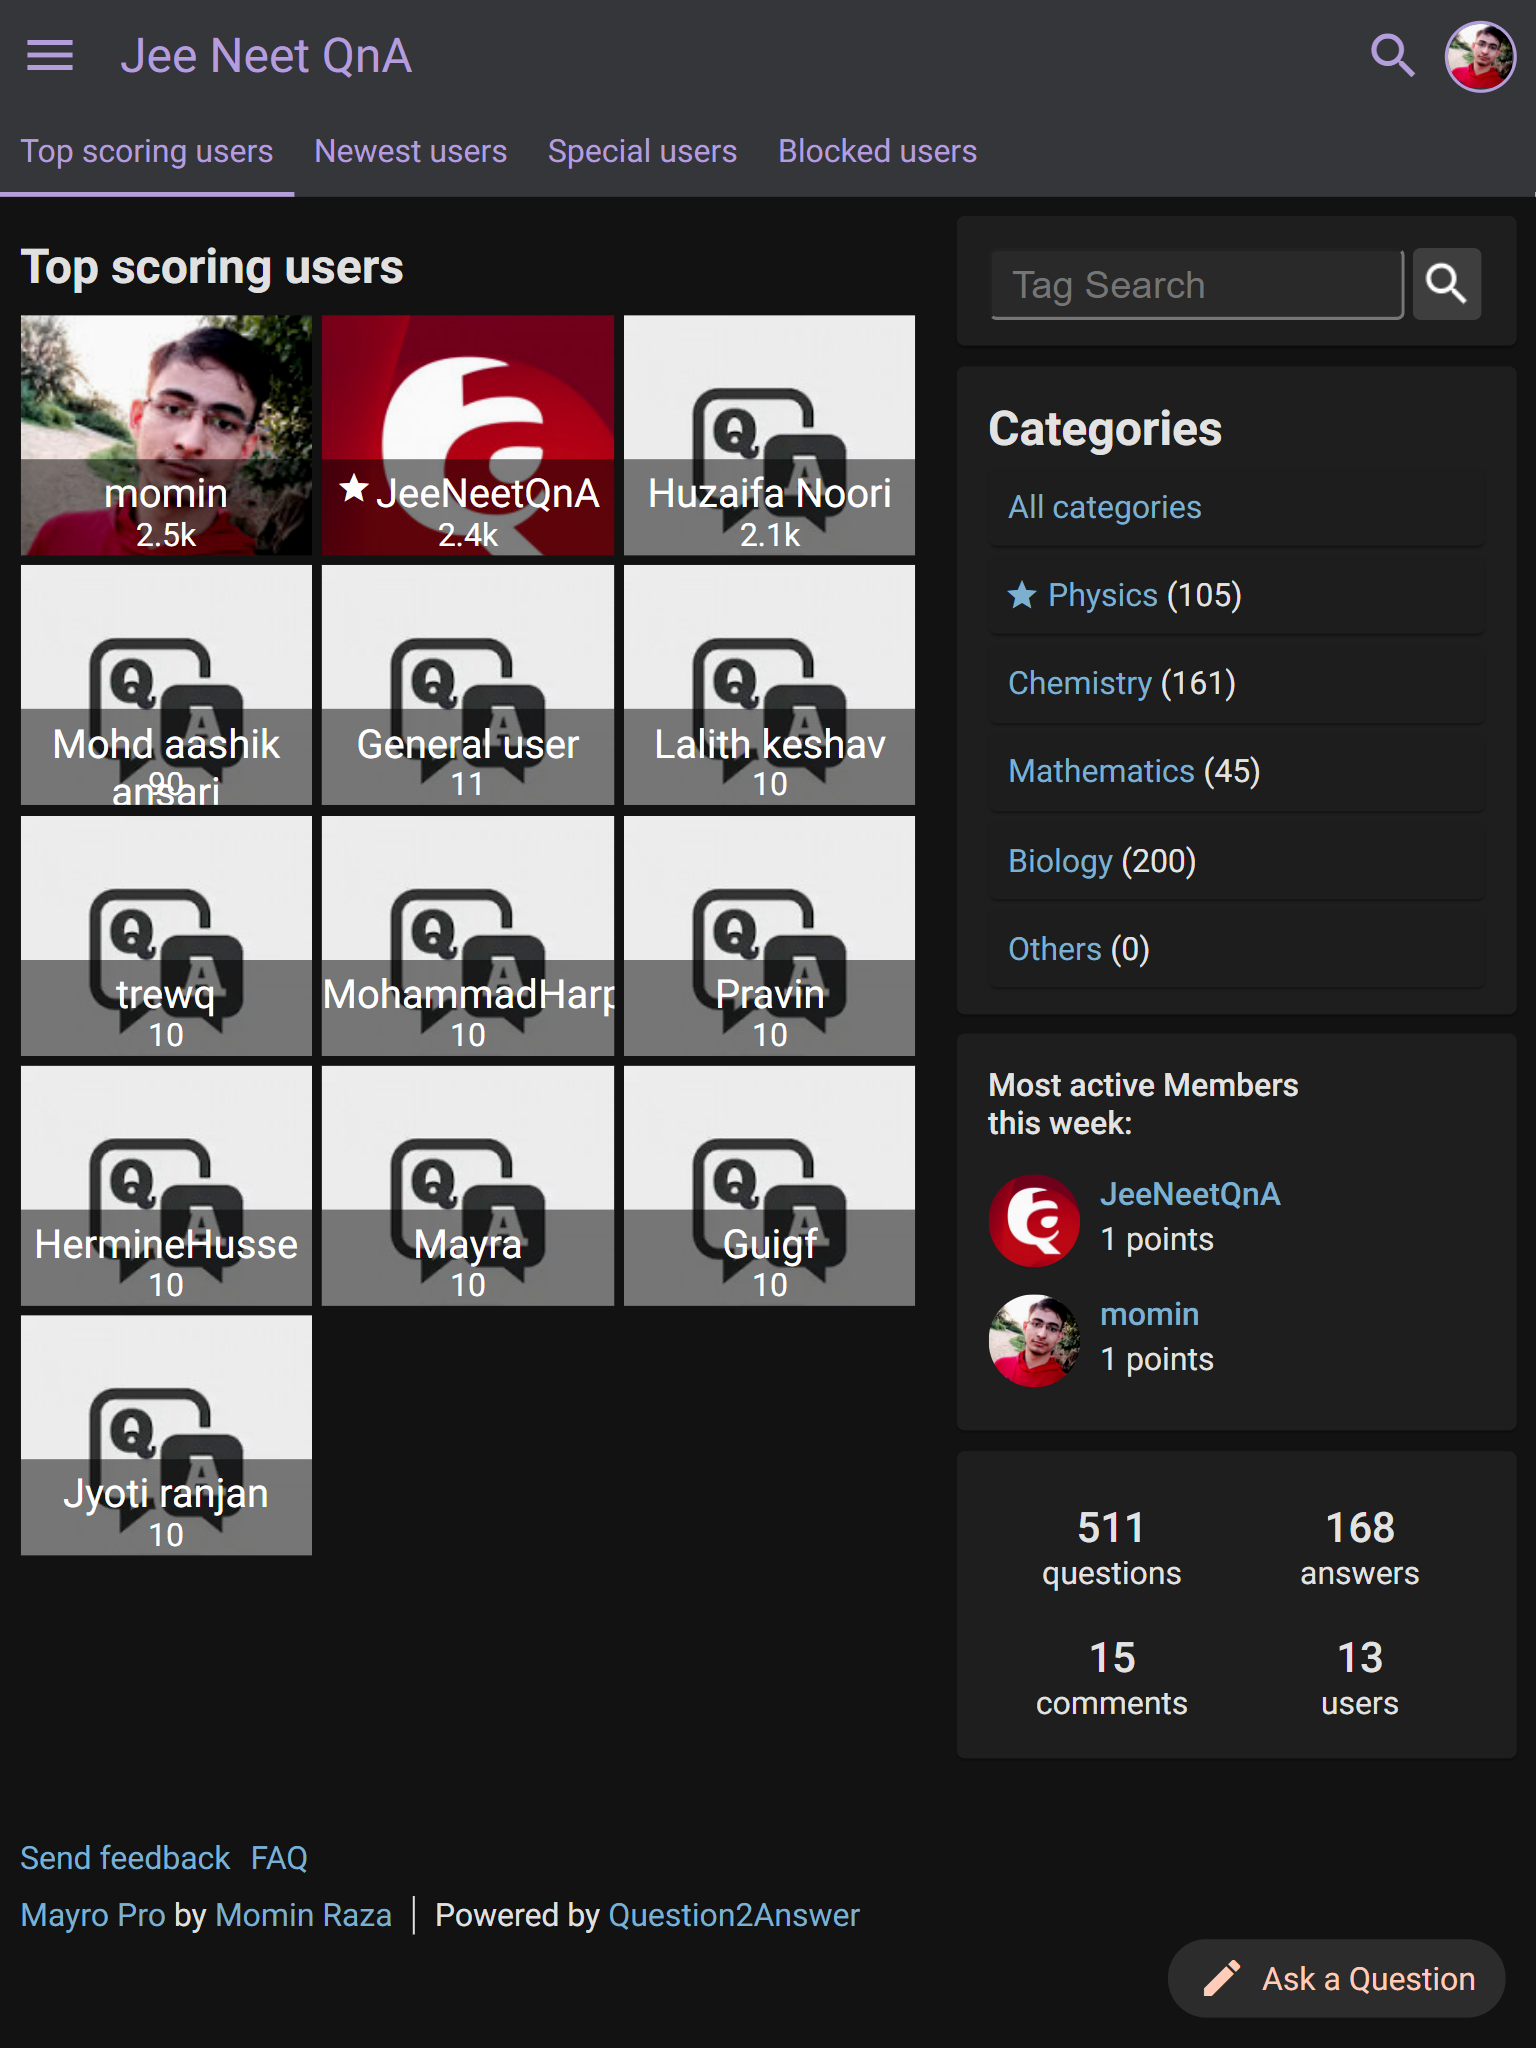 Jee Neet QnA
Top scoring users
Newest users
Special users
Blocked users
Top scoring users
momin
2.5k
JeeNeetQnA
2.4k
Huzaifa Noori
2.1k
Mohd aashik
ansari
90
General user
11
Lalith keshav
10
trewq
10
MohammadHarp
10
Pravin
10
HermineHusse
10
Mayra
10
Guigf
10
Jyoti ranjan
10
Tag Search
Categories
All categories
Physics (105)
Chemistry (161)
Mathematics (45)
Biology (200)
Others (0)
Most active Members
this week:
JeeNeetQnA
1 points
momin
1 points
511
questions
168
answers
15
comments
13
users
Send feedback FAQ
Mayro Pro by Momin Raza | Powered by Question2Answer
Ask a Question